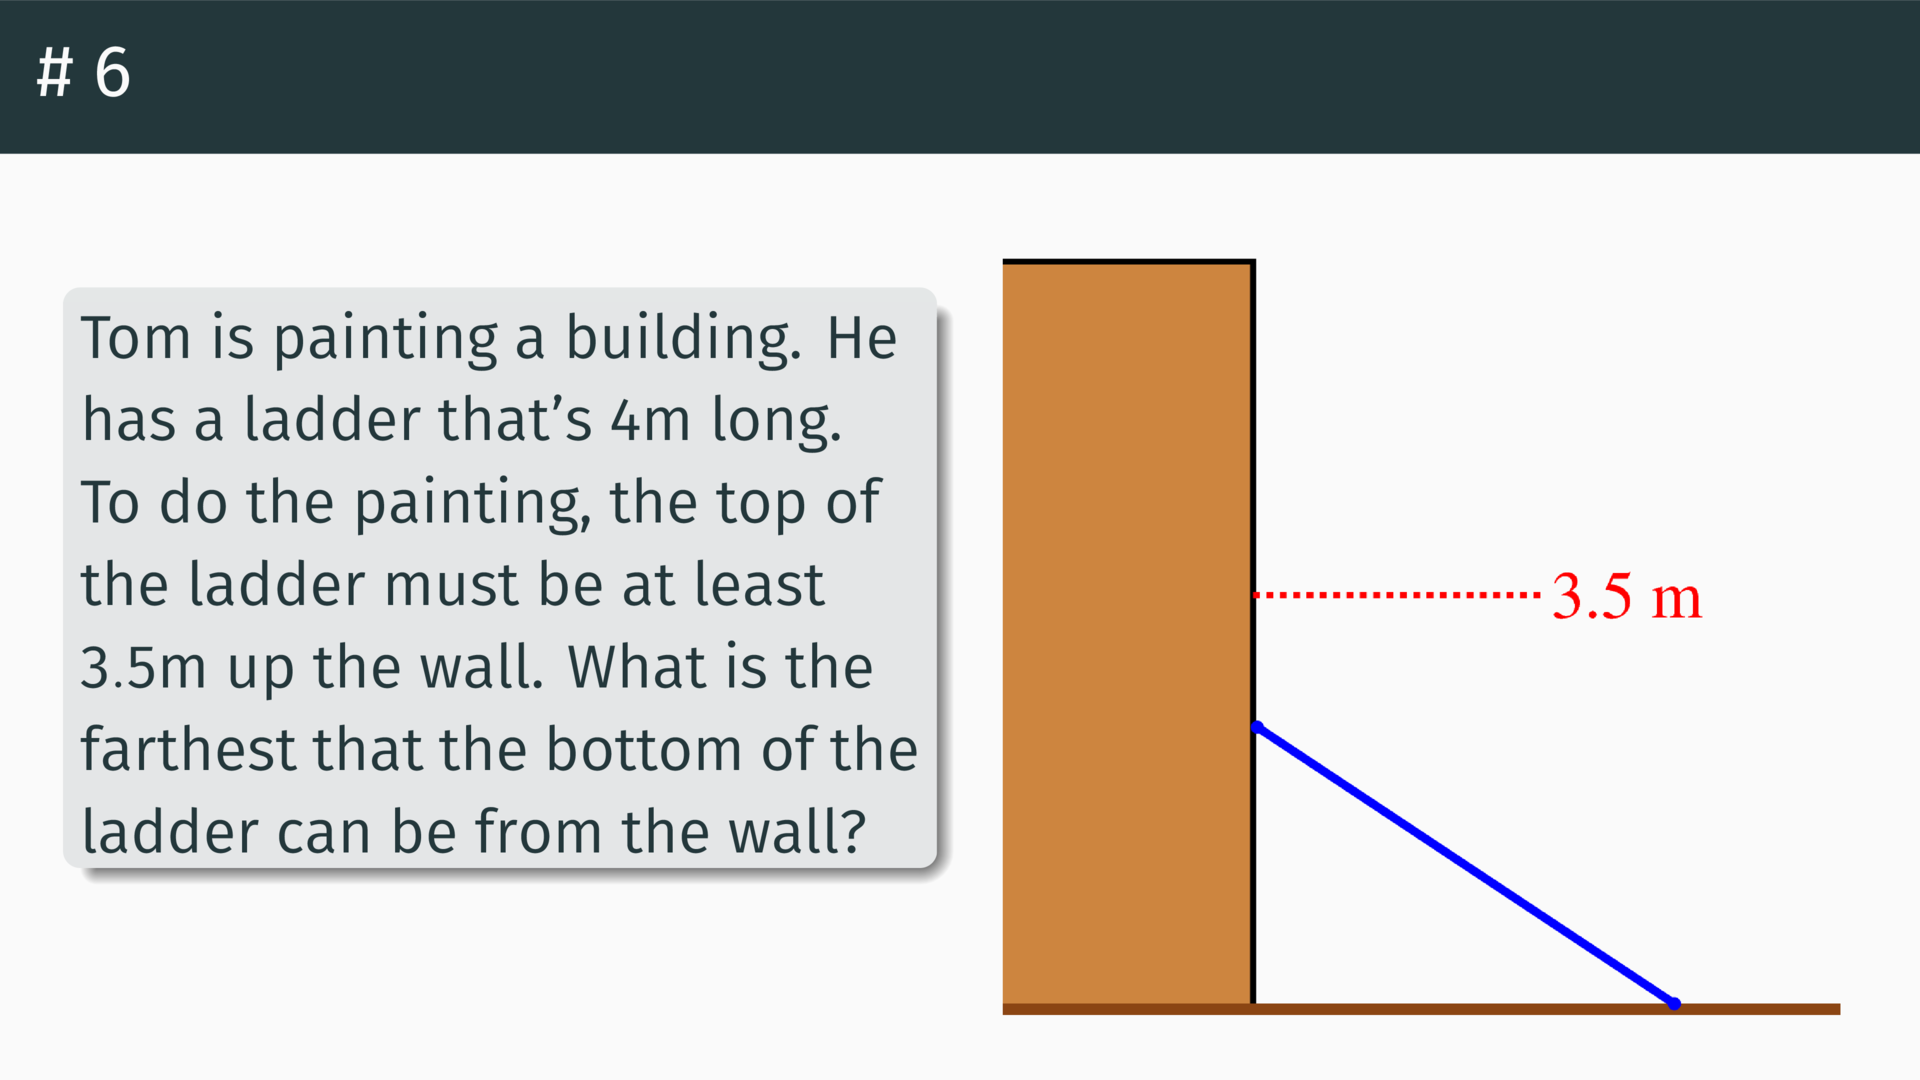 # 6
Tom is painting a building. He
has a ladder that’s 4m long.
To do the painting, the top of
the ladder must be at least
3.5m up the wall. What is the
farthest that the bottom of the
ladder can be from the wall?
3.5 m